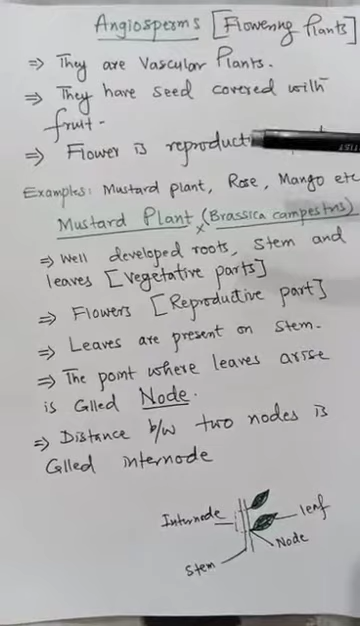 Angiosperms [Flowering Plants]
⇒ They are Vascular Plants.
⇒ They have seed covered with
fruit.
⇒ Flower is reproducti
Examples: Mustard plant, Rose, Mango etc
Mustard Plant (Brassica campestris)
⇒ Well developed roots, Stem and
leaves [Vegetative parts]
⇒ Flowers [Reproductive part]
⇒ Leaves are present on stem.
⇒ The point where leaves arise
is Called Node.
⇒ Distance b/w two nodes is
Called internode
Internode
leaf
Node
Stem